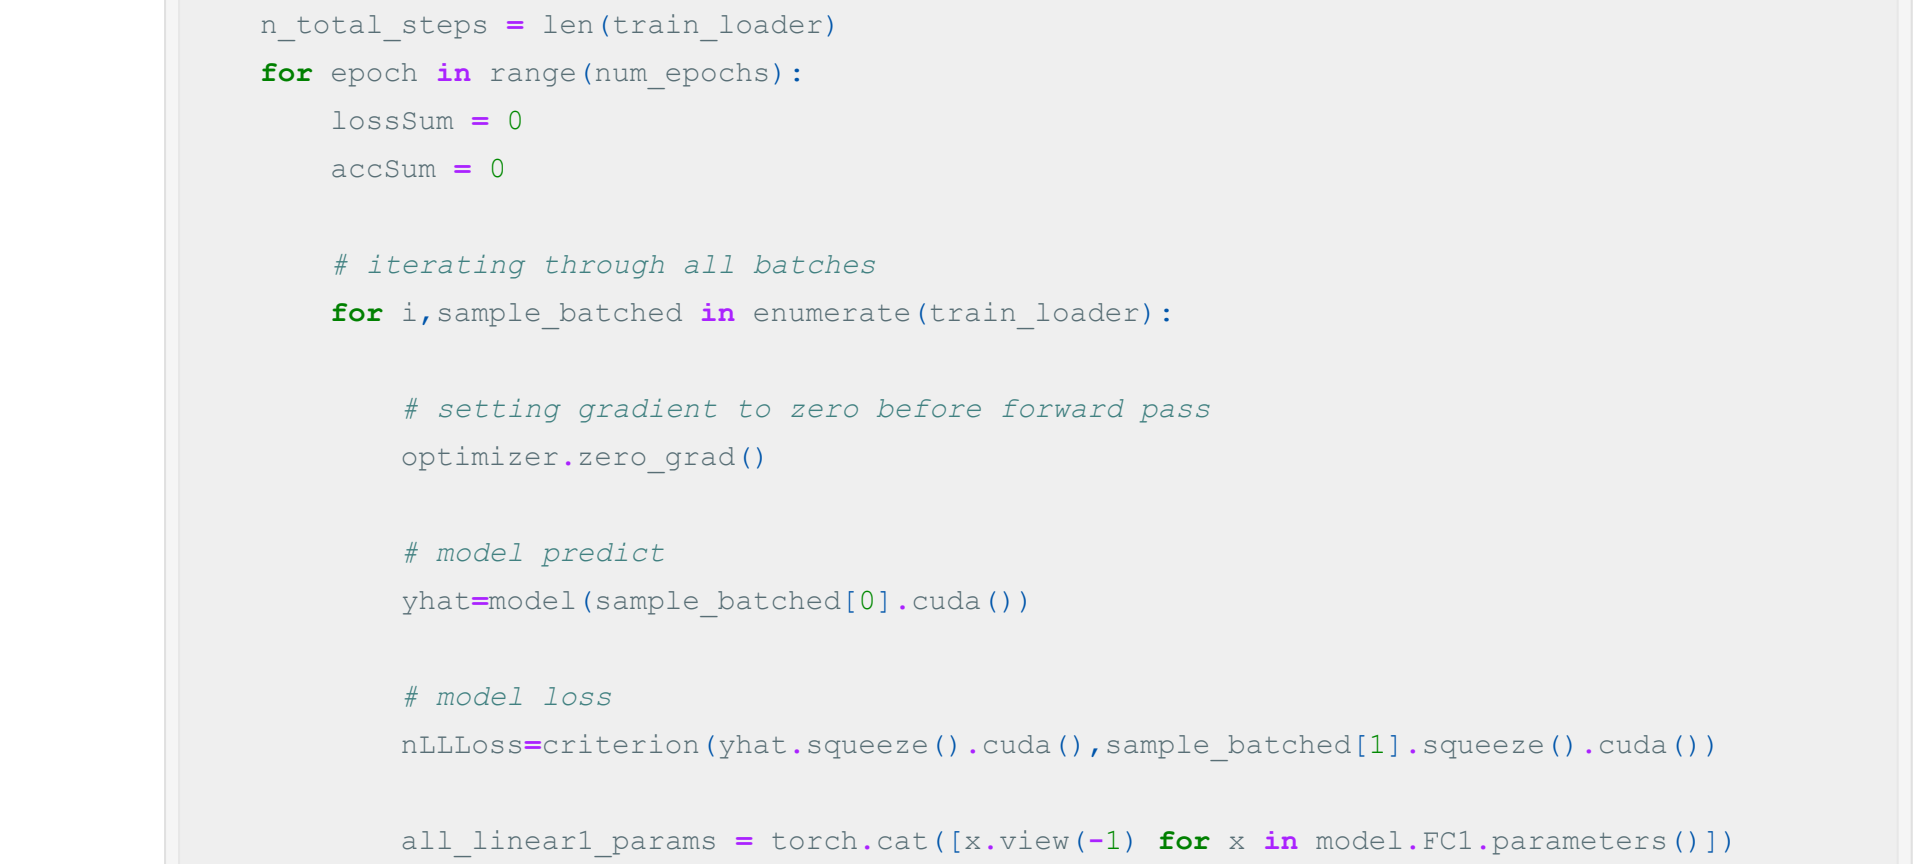 n_total_steps = len(train_loader)
for epoch in range(num_epochs):
    lossSum = 0
    accSum = 0

    # iterating through all batches
    for i,sample_batched in enumerate(train_loader):

        # setting gradient to zero before forward pass
        optimizer.zero_grad()

        # model predict
        yhat=model(sample_batched[0].cuda())

        # model loss
        nLLLoss=criterion(yhat.squeeze().cuda(),sample_batched[1].squeeze().cuda())

        all_linear1_params = torch.cat([x.view(-1) for x in model.FC1.parameters()])